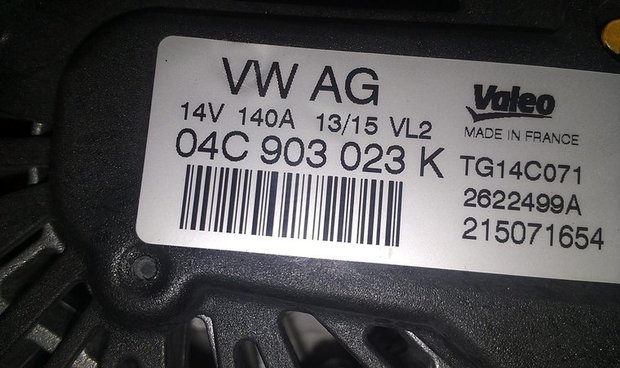 VW AG
14V 140A 13/15 VL2
04C 903 023 K
Valeo
MADE IN FRANCE
TG14C071
2622499A
215071654